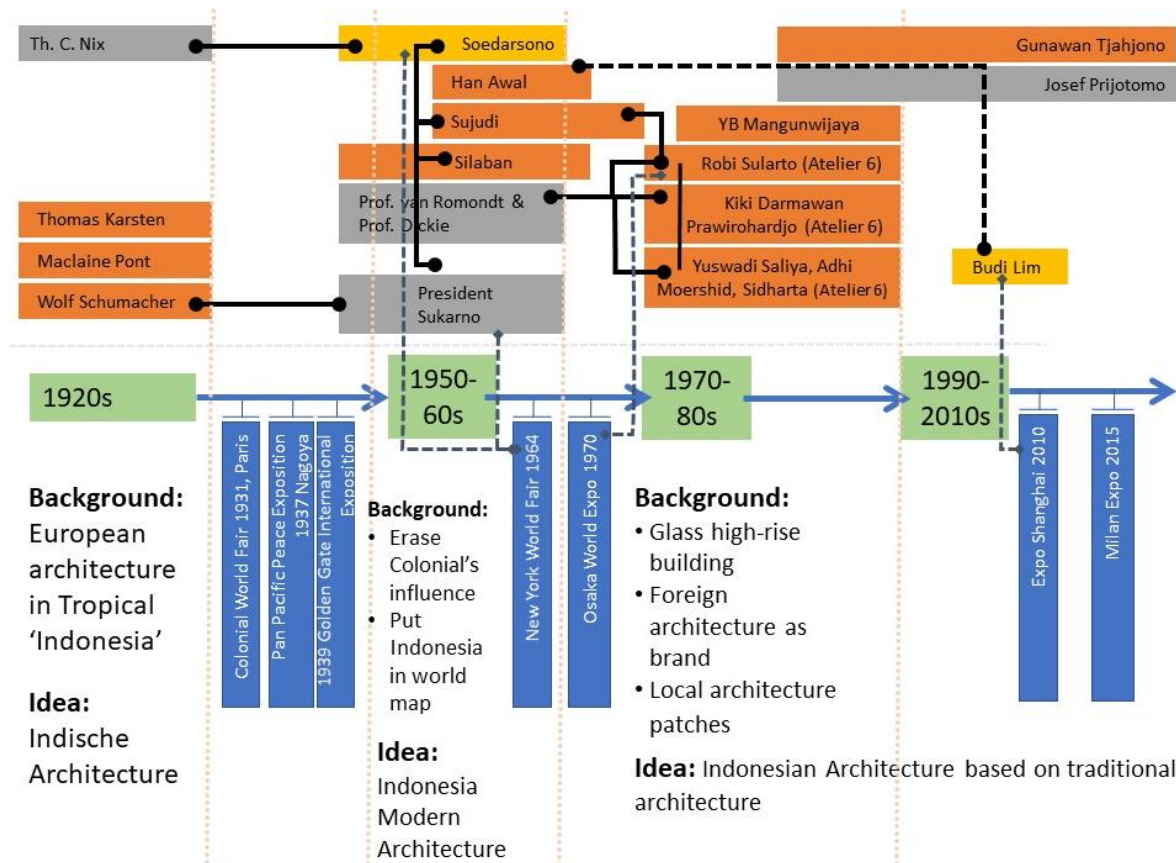 Th. C. Nix
Soedarsono
Gunawan Tjahjono
Han Awal
Josef Prijotomo
Sujudi
YB Mangunwijaya
Silaban
Robi Sularto (Atelier 6)
Prof. van Romondt &
Prof. Dickie
Kiki Darmawan
Prawirohardjo (Atelier 6)
Thomas Karsten
Maclaine Pont
Wolf Schumacher
President
Sukarno
Yuswadi Saliya, Adhi
Moershid, Sidharta (Atelier 6)
Budi Lim
1920s
1950-
60s
1970-
80s
1990-
2010s
Colonial World Fair 1931, Paris
Pan Pacific Peace Exposition
1937 Nagoya
1939 Golden Gate International
Exposition
New York World Fair 1964
Osaka World Expo 1970
Expo Shanghai 2010
Milan Expo 2015
Background:
European
architecture
in Tropical
‘Indonesia’
Idea:
Indische
Architecture
Background:
• Erase
Colonial’s
influence
• Put
Indonesia
in world
map
Idea:
Indonesia
Modern
Architecture
Background:
• Glass high-rise
building
• Foreign
architecture as
brand
• Local architecture
patches
Idea: Indonesian Architecture based on traditional
architecture